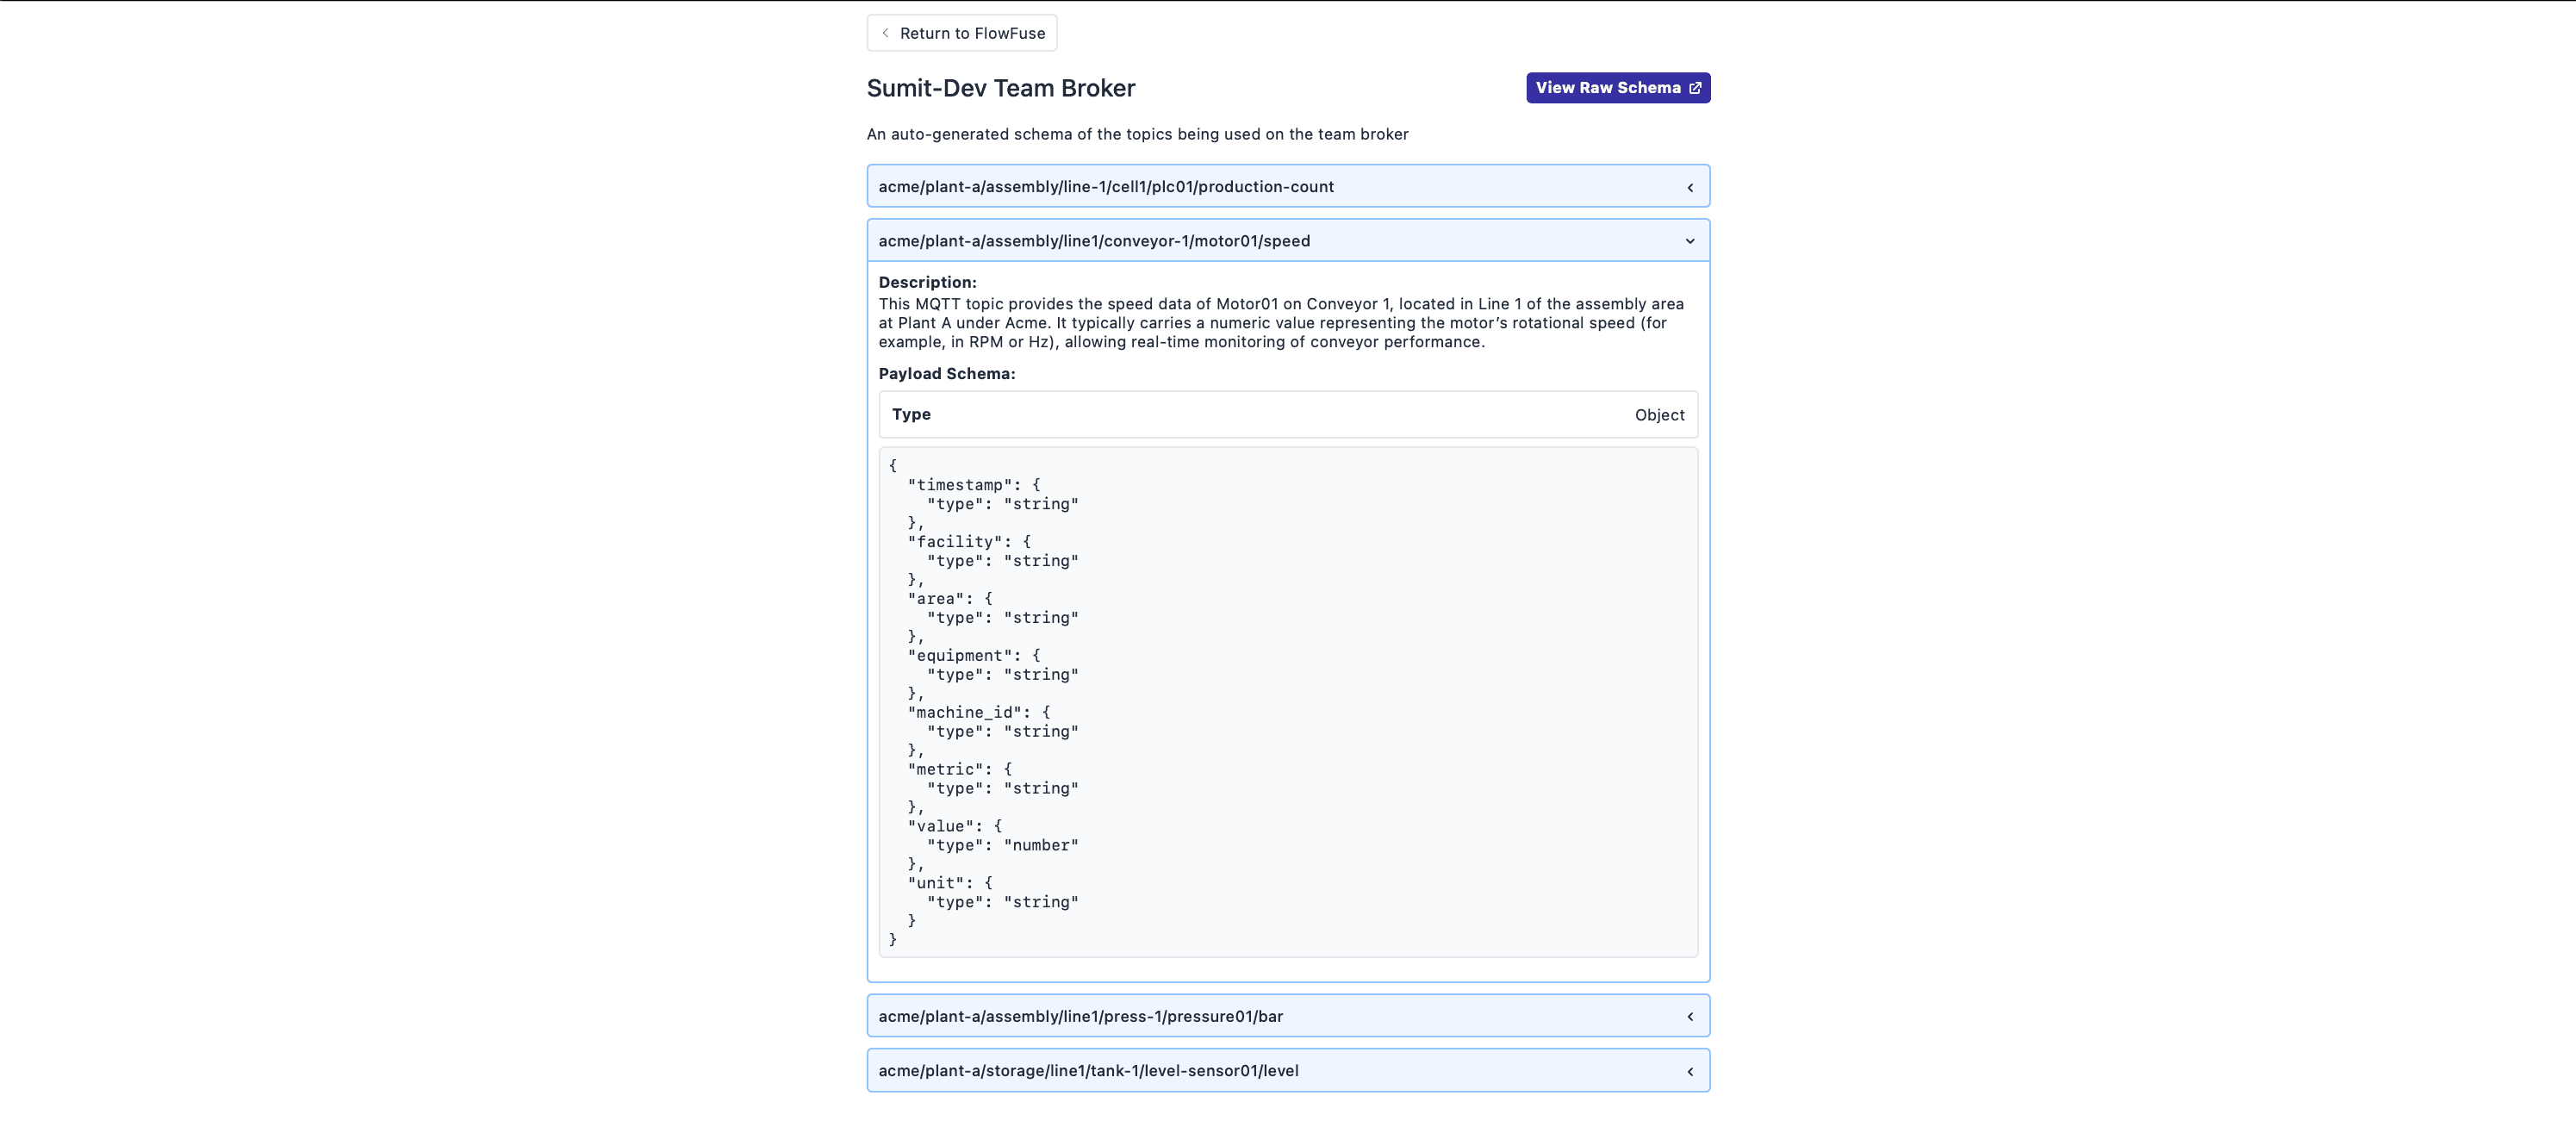 Return to FlowFuse
Sumit-Dev Team Broker
View Raw Schema
An auto-generated schema of the topics being used on the team broker
acme/plant-a/assembly/line-1/cell1/plc01/production-count
acme/plant-a/assembly/line1/conveyor-1/motor01/speed
Description:
This MQTT topic provides the speed data of Motor01 on Conveyor 1, located in Line 1 of the assembly area
at Plant A under Acme. It typically carries a numeric value representing the motor’s rotational speed (for
example, in RPM or Hz), allowing real-time monitoring of conveyor performance.
Payload Schema:
Type Object
{
  "timestamp": {
    "type": "string"
  },
  "facility": {
    "type": "string"
  },
  "area": {
    "type": "string"
  },
  "equipment": {
    "type": "string"
  },
  "machine_id": {
    "type": "string"
  },
  "metric": {
    "type": "string"
  },
  "value": {
    "type": "number"
  },
  "unit": {
    "type": "string"
  }
}
acme/plant-a/assembly/line1/press-1/pressure01/bar
acme/plant-a/storage/line1/tank-1/level-sensor01/level